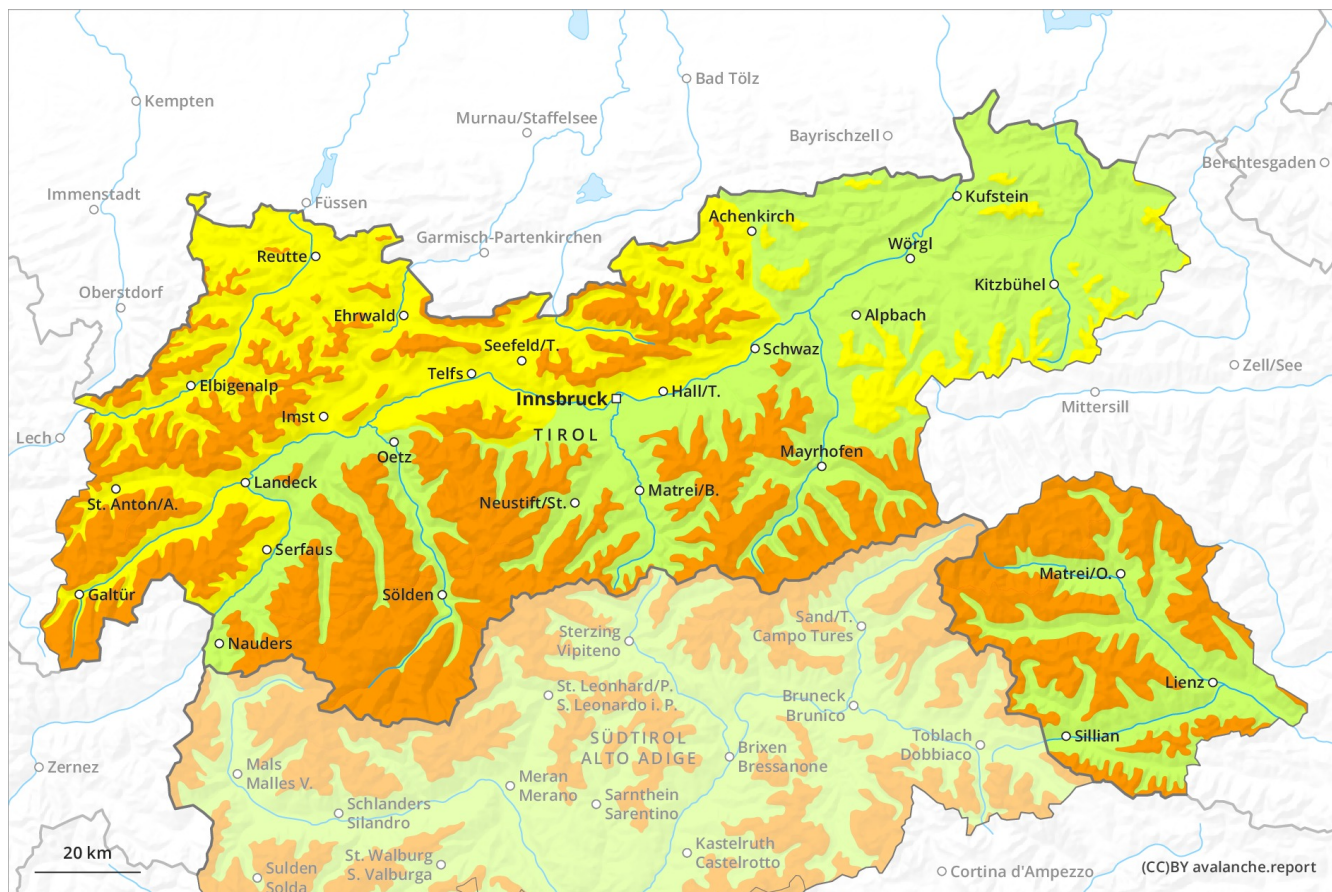 Bad Tölz
Kempten
Murnau/Staffelsee
Bayrischzell
Berchtesgaden
Immenstadt
Füssen
Kufstein
Achenkirch
Garmisch-Partenkirchen
Wörgl
Reutte
Kitzbühel
Oberstdorf
Ehrwald
Alpbach
Seefeld/T.
Schwaz
Zell/See
Telfs
Elbigenalp
Hall/T.
Innsbruck
Mittersill
Imst
Lech
TIROL
Oetz
Mayrhofen
Landeck
St. Anton/A.
Matrei/B.
Neustift/St.
Serfaus
Matrei/O.
Galtür
Sölden
Sand/T.
Campo Tures
Sterzing
Vipiteno
Nauders
Lienz
St. Leonhard/P.
S. Leonardo i. P.
Bruneck
Brunico
Sillian
SÜDTIROL
ALTO ADIGE
Toblach
Dobbiaco
Brixen
Bressanone
Zernez
Mals
Malles V.
Meran
Merano
Sarnthein
Sarentino
Schlanders
Silandro
Kastelruth
Castelrotto
20 km
St. Walburg
S. Valburga
Sulden
Solda
Cortina d'Ampezzo
(CC)BY avalanche.report